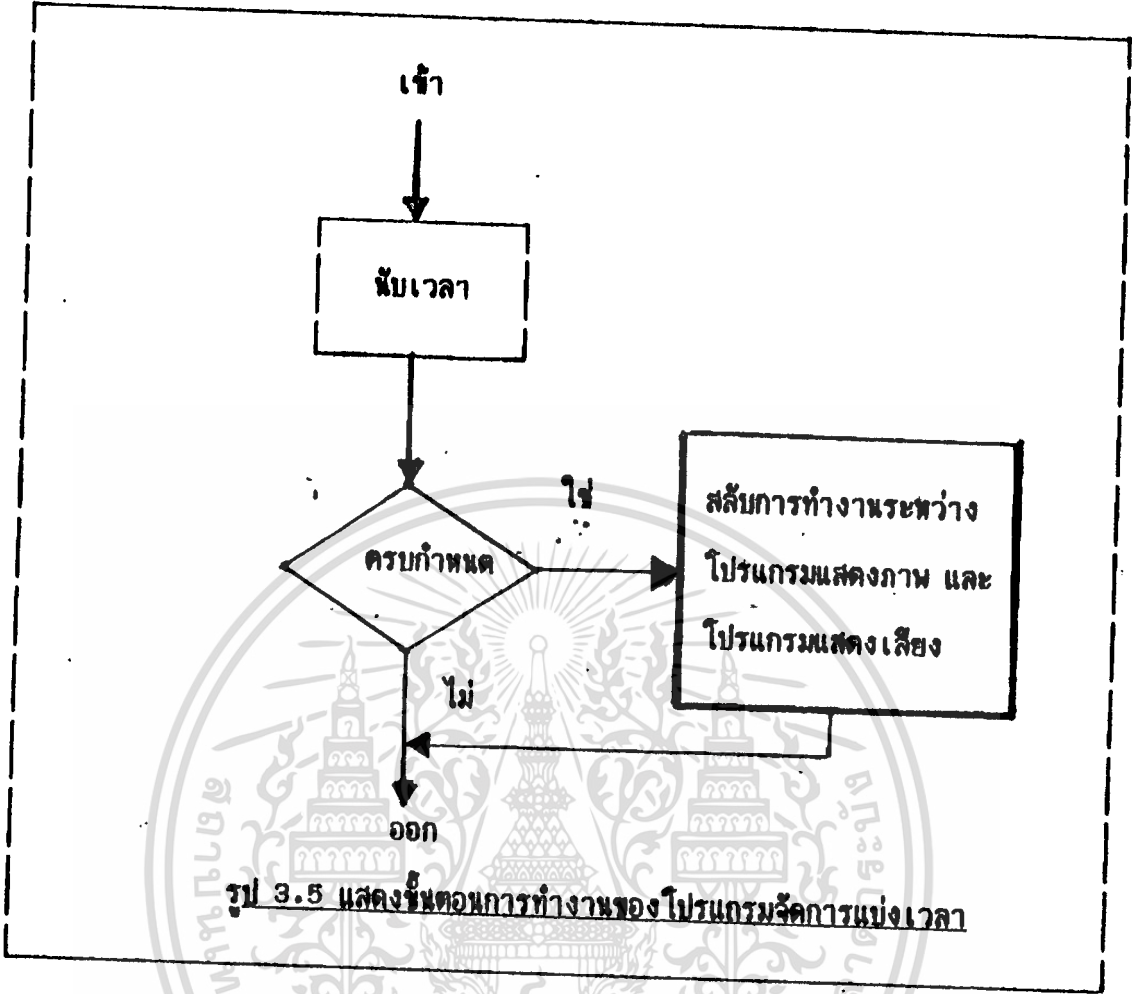 เข้า
นับเวลา
ครบกำหนด
ใช่
สลับการทำงานระหว่าง
โปรแกรมแสดงภาพ และ
โปรแกรมแสดงเสียง
ไม่
ออก
รูป 3.5 แสดงขั้นตอนการทำงานของโปรแกรมจัดการแบ่งเวลา